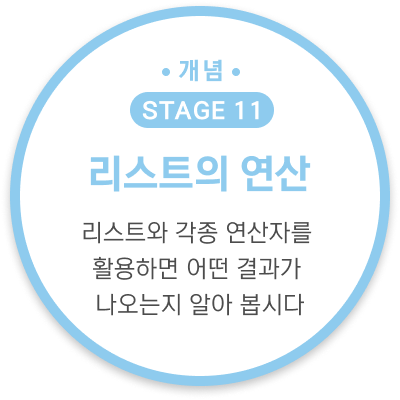 • 개념 •
STAGE 11
리스트의 연산
리스트와 각종 연산자를
활용하면 어떤 결과가
나오는지 알아 봅시다